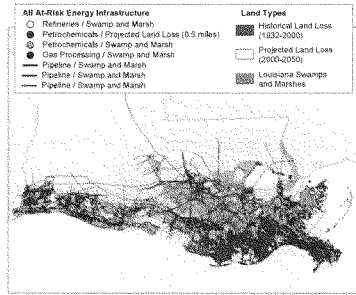 All At-Risk Energy Infrastructure
Refineries / Swamp and Marsh
Petrochemicals / Projected Land Loss (0.6 miles)
Petrochemicals / Swamp and Marsh
Gas Processing / Swamp and Marsh
Pipeline / Swamp and Marsh
Pipeline / Swamp and Marsh
Pipeline / Swamp and Marsh
Land Types
Historical Land Loss
(1932-2000)
Projected Land Loss
(2000-2050)
Louisiana Swamps
and Marshes